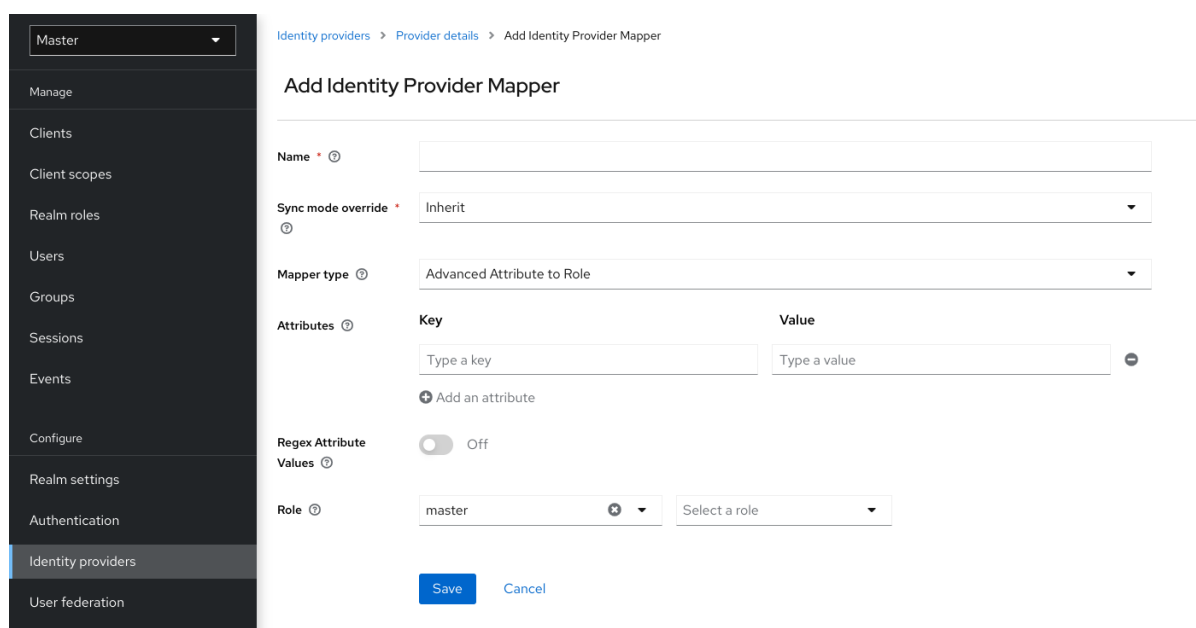 Master
Manage
Clients
Client scopes
Realm roles
Users
Groups
Sessions
Events
Configure
Realm settings
Authentication
Identity providers
User federation
Identity providers > Provider details > Add Identity Provider Mapper
Add Identity Provider Mapper
Name *
Sync mode override *
Inherit
Mapper type
Advanced Attribute to Role
Attributes
Key Value
Type a key Type a value
Add an attribute
Regex Attribute
Values
Off
Role
master Select a role
Save Cancel